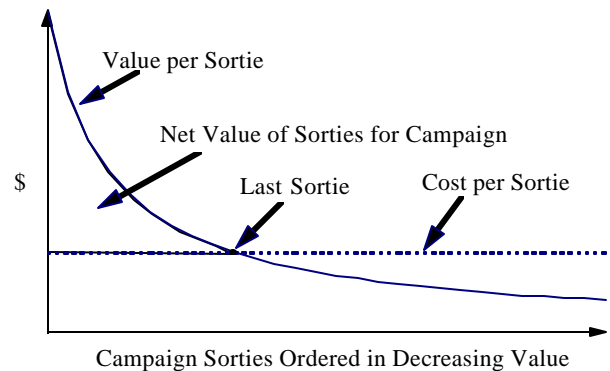 Value per Sortie
Net Value of Sorties for Campaign
$
Last Sortie
Cost per Sortie
Campaign Sorties Ordered in Decreasing Value